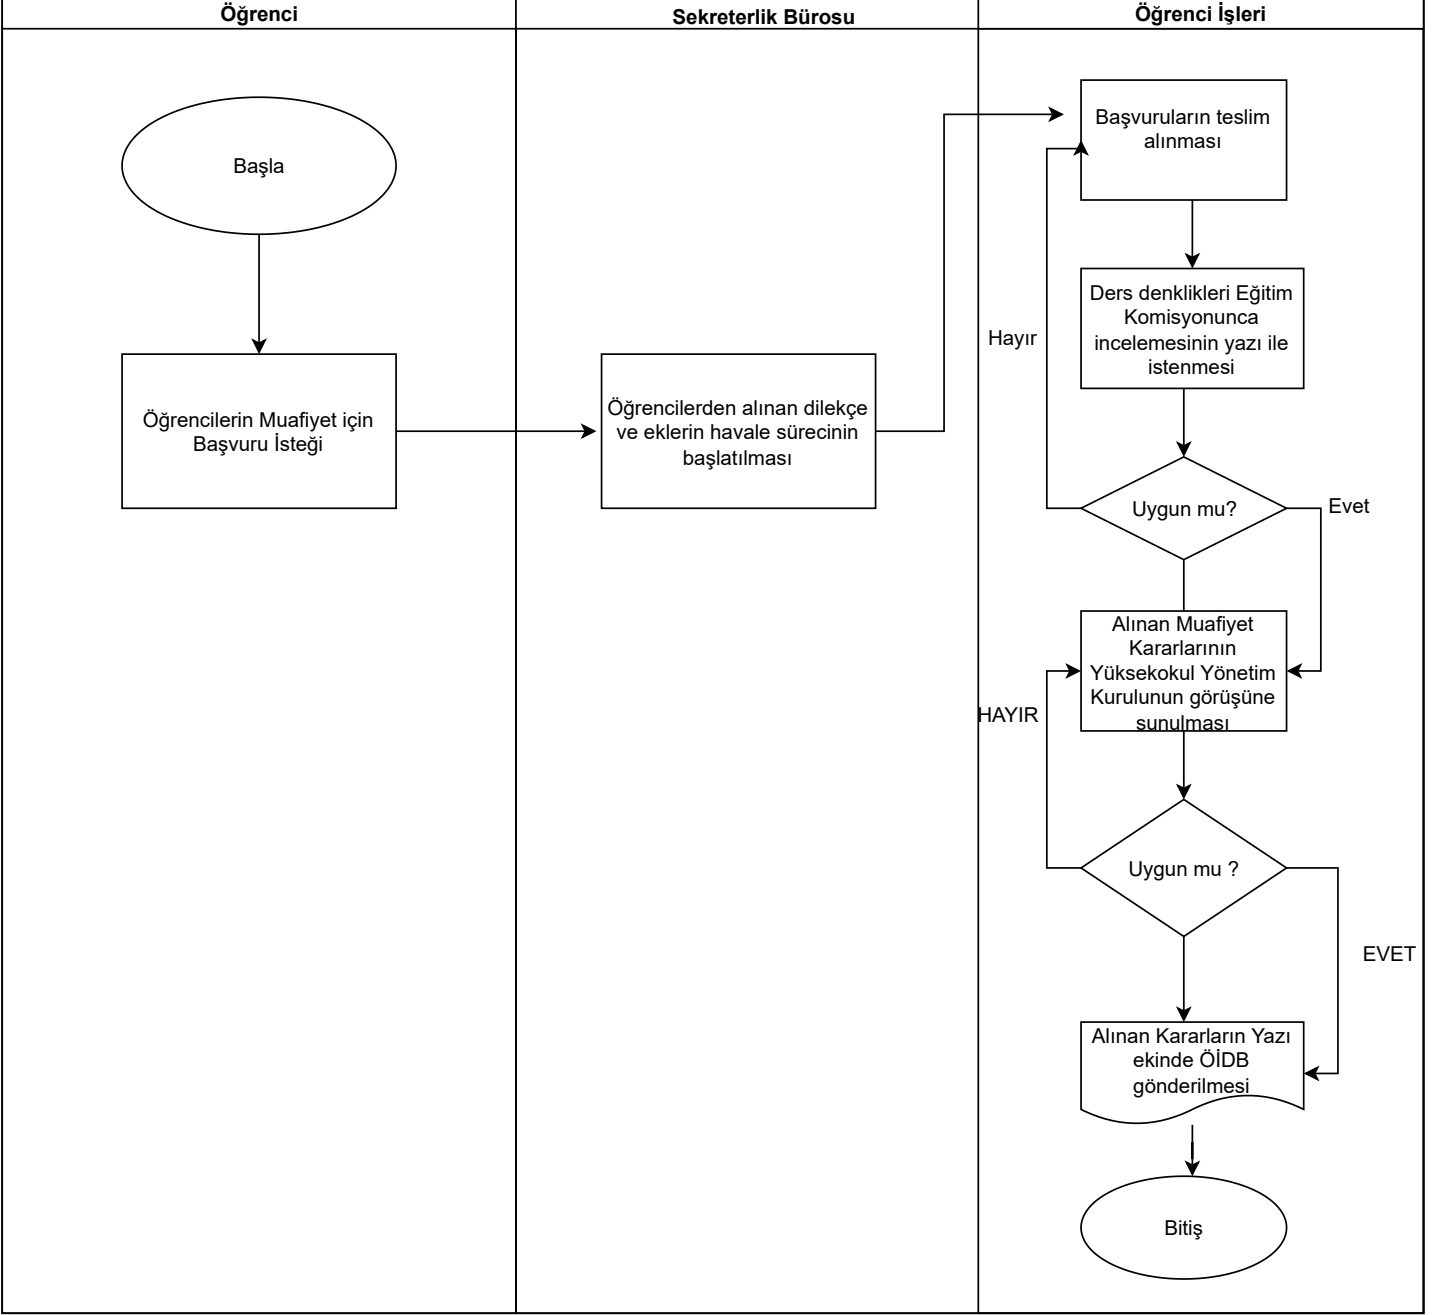 Öğrenci
Sekreterlik Bürosu
Öğrenci İşleri
Başla
Öğrencilerin Muafiyet için
Başvuru İsteği
Öğrencilerden alınan dilekçe
ve eklerin havale sürecinin
başlatılması
Başvuruların teslim
alınması
Ders denklikleri Eğitim
Komisyonunca
incelemesinin yazı ile
istenmesi
Hayır
Uygun mu?
Evet
Alınan Muafiyet
Kararlarının
Yüksekokul Yönetim
Kurulunun görüşüne
sunulması
HAYIR
Uygun mu ?
EVET
Alınan Kararların Yazı
ekinde ÖİDB
gönderilmesi
Bitiş